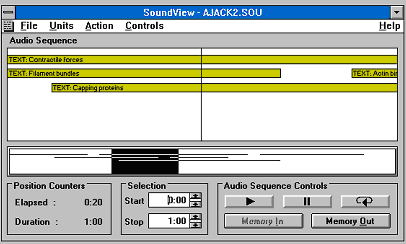 SoundView - AJACK2.SOU
File Units Action Controls Help
Audio Sequence
TEXT: Contractile forces
TEXT: Filament bundles TEXT: Aotin bin
TEXT: Capping proteins
Position Counters Selection Audio Sequence Controls
Elapsed : 0:20 Start 0:00
Duration : 1:00 Stop 1:00 Memory In Memory Out